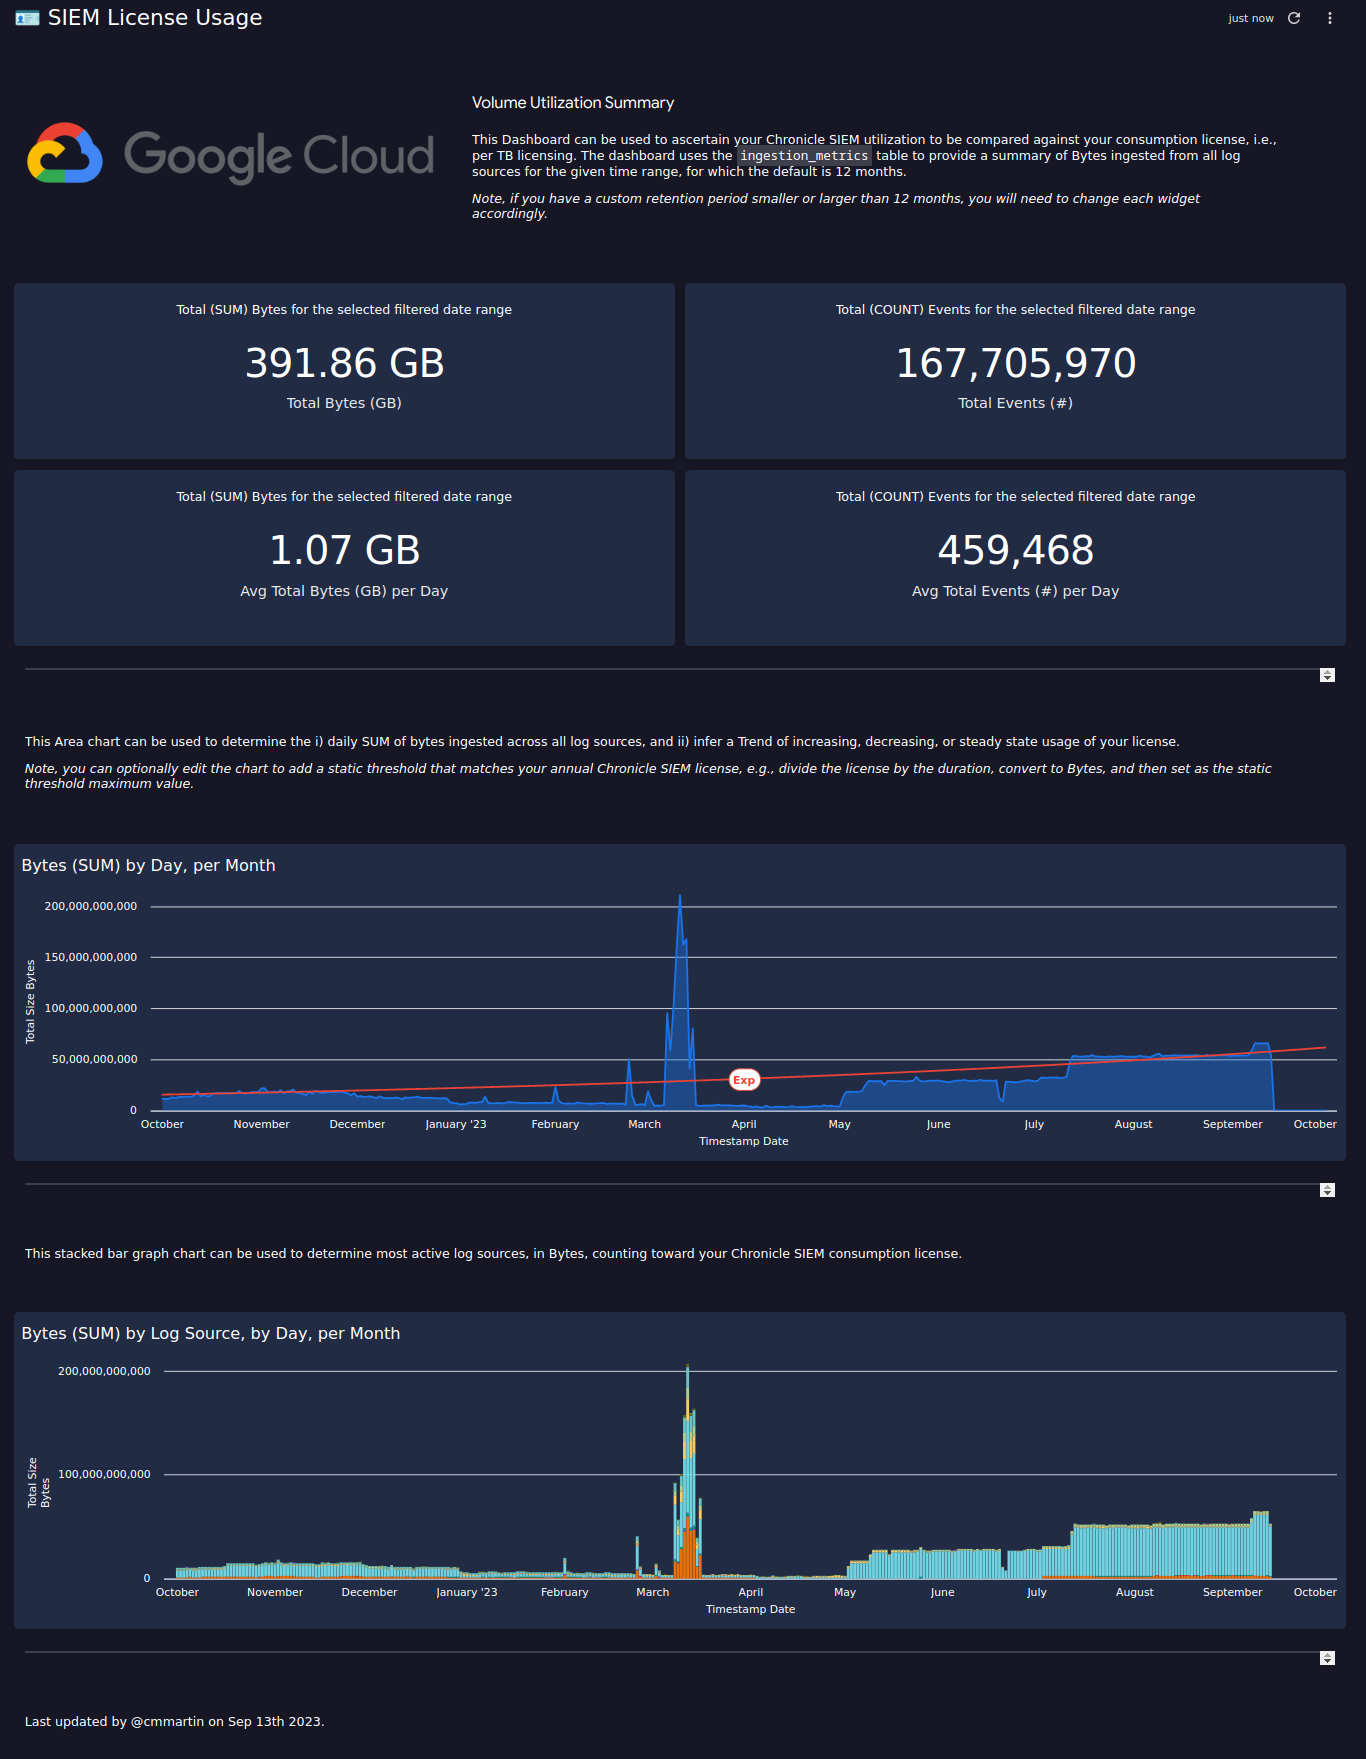 SIEM License Usage
just now
Google Cloud
Volume Utilization Summary
This Dashboard can be used to ascertain your Chronicle SIEM utilization to be compared against your consumption license, i.e.,
per TB licensing. The dashboard uses the ingestion_metrics table to provide a summary of Bytes ingested from all log
sources for the given time range, for which the default is 12 months.
Note, if you have a custom retention period smaller or larger than 12 months, you will need to change each widget
accordingly.
Total (SUM) Bytes for the selected filtered date range
391.86 GB
Total Bytes (GB)
Total (COUNT) Events for the selected filtered date range
167,705,970
Total Events (#)
Total (SUM) Bytes for the selected filtered date range
1.07 GB
Avg Total Bytes (GB) per Day
Total (COUNT) Events for the selected filtered date range
459,468
Avg Total Events (#) per Day
This Area chart can be used to determine the i) daily SUM of bytes ingested across all log sources, and ii) infer a Trend of increasing, decreasing, or steady state usage of your license.
Note, you can optionally edit the chart to add a static threshold that matches your annual Chronicle SIEM license, e.g., divide the license by the duration, convert to Bytes, and then set as the static
threshold maximum value.
Bytes (SUM) by Day, per Month
Total Size Bytes
200,000,000,000
150,000,000,000
100,000,000,000
50,000,000,000
0
Exp
October November December January '23 February March April May June July August September October
Timestamp Date
This stacked bar graph chart can be used to determine most active log sources, in Bytes, counting toward your Chronicle SIEM consumption license.
Bytes (SUM) by Log Source, by Day, per Month
Total Size
Bytes
200,000,000,000
100,000,000,000
0
October November December January '23 February March April May June July August September October
Timestamp Date
Last updated by @cmmartin on Sep 13th 2023.